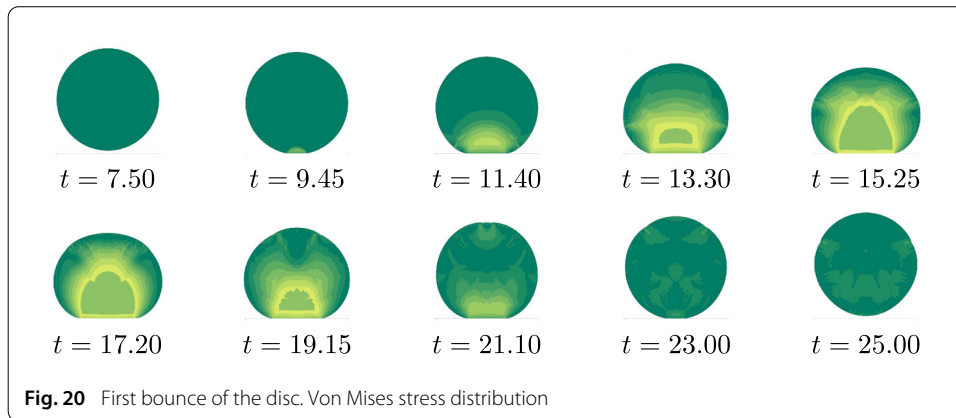 t = 7.50 t = 9.45 t = 11.40 t = 13.30 t = 15.25
t = 17.20 t = 19.15 t = 21.10 t = 23.00 t = 25.00
Fig. 20 First bounce of the disc. Von Mises stress distribution